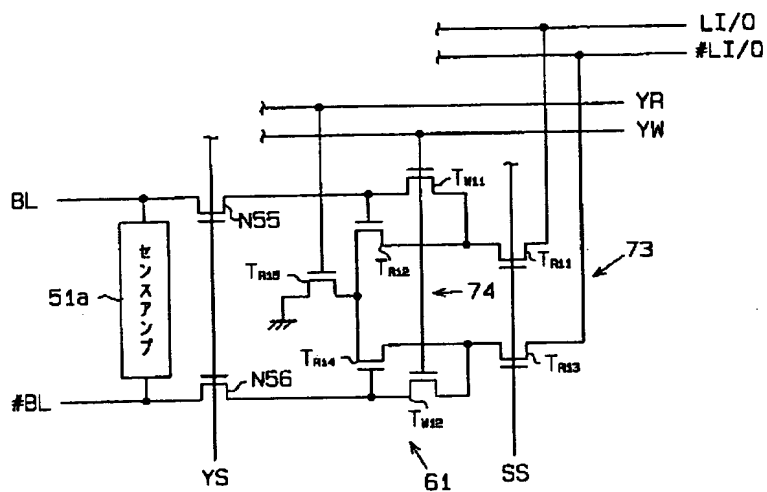 LI/O
#LI/O
YR
YW
BL
N55
TW11
TR12
TR11
73
センスアンプ
51a
TR15
74
TR14
TR13
#BL
N56
TW12
YS
61
SS